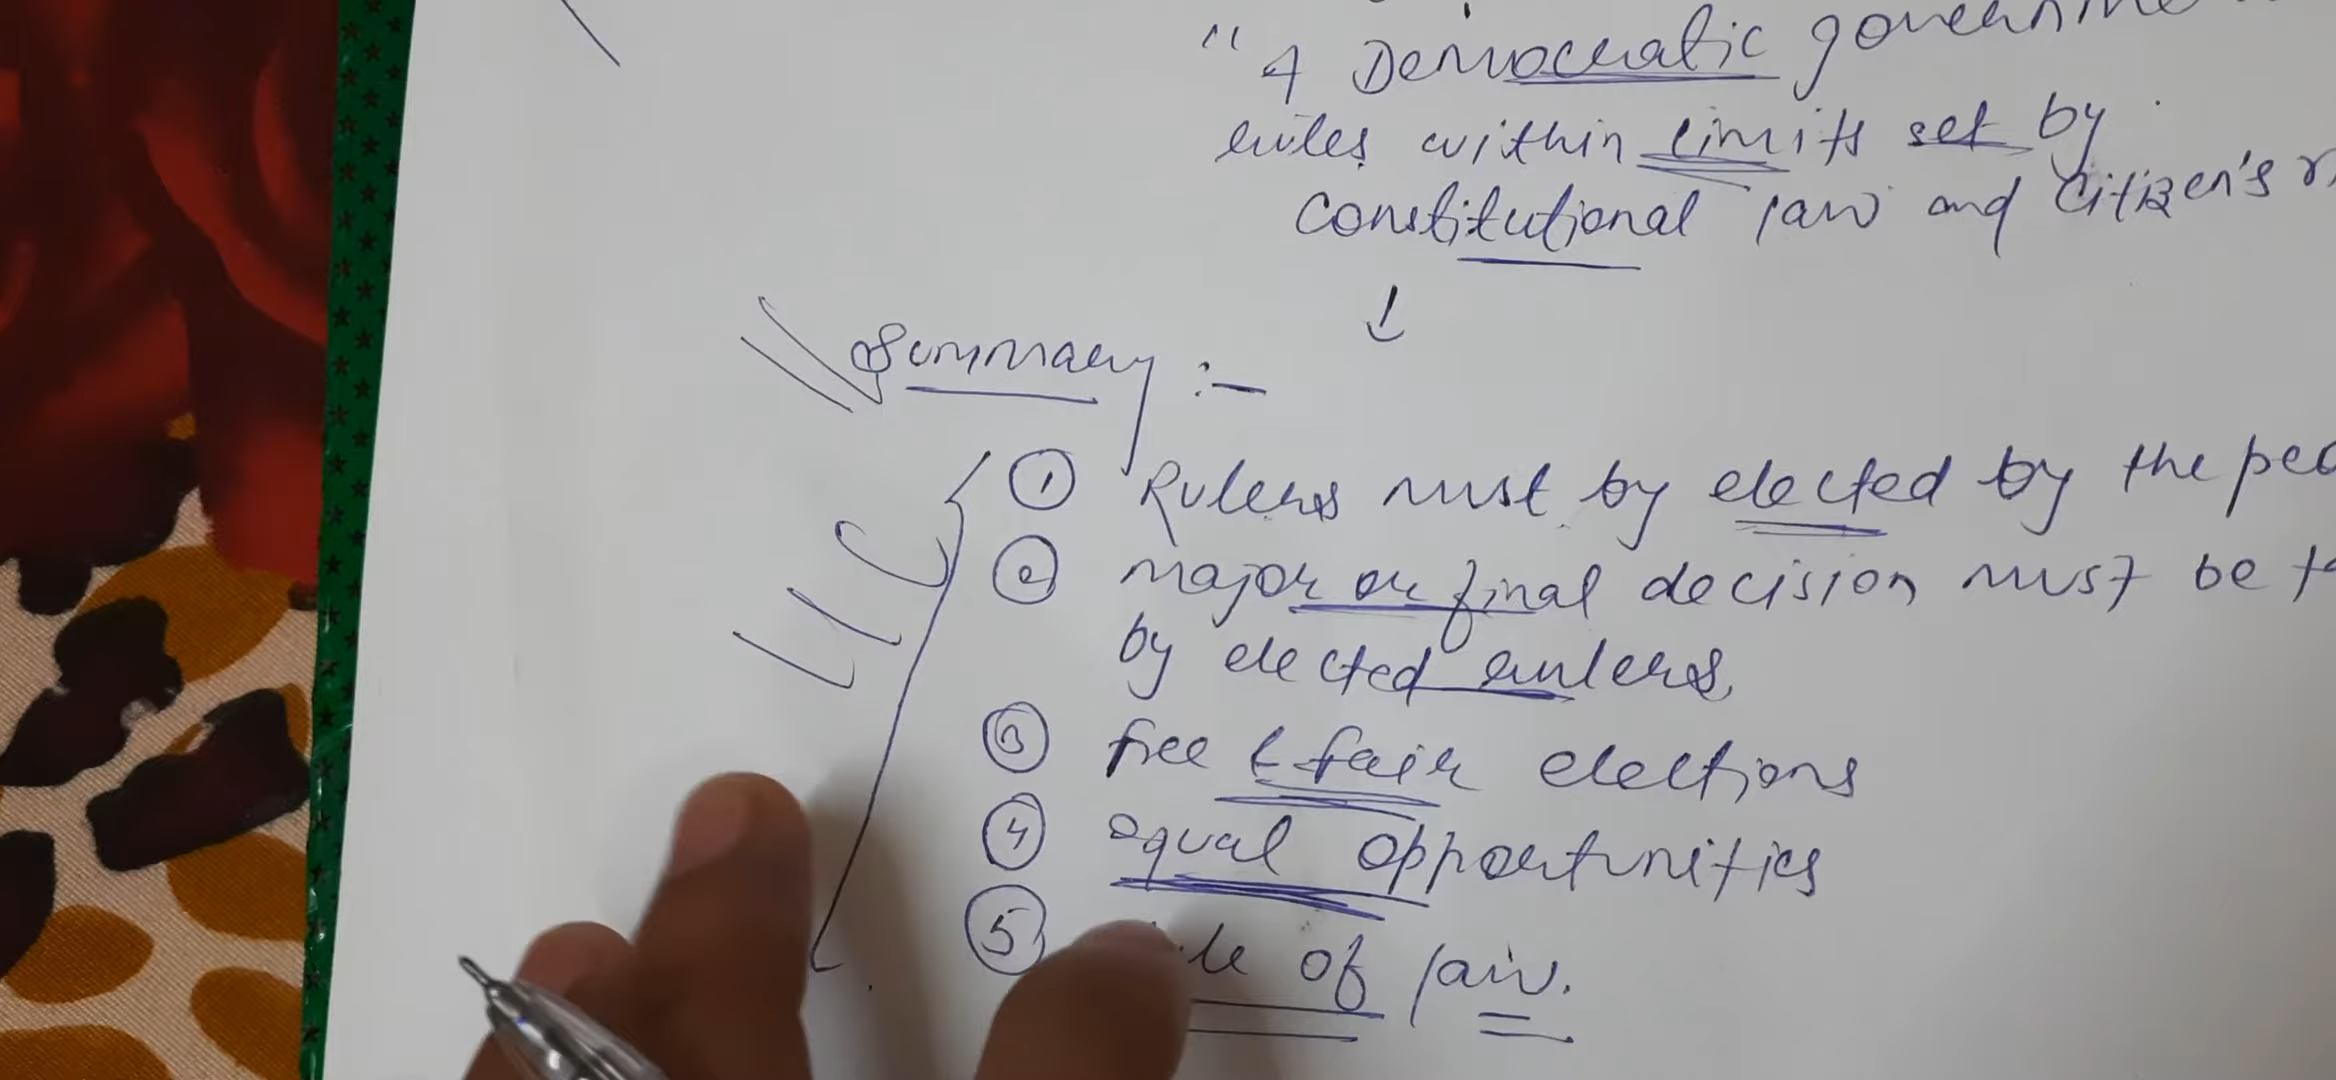 "A Democratic
rules within limits set by
constitutional law and citizen's
Summary :-
① Rulers must by elected by the
② major or final decision must be
by elected rulers,
③ free & fair elections
④ equal opportunities
⑤ of law.